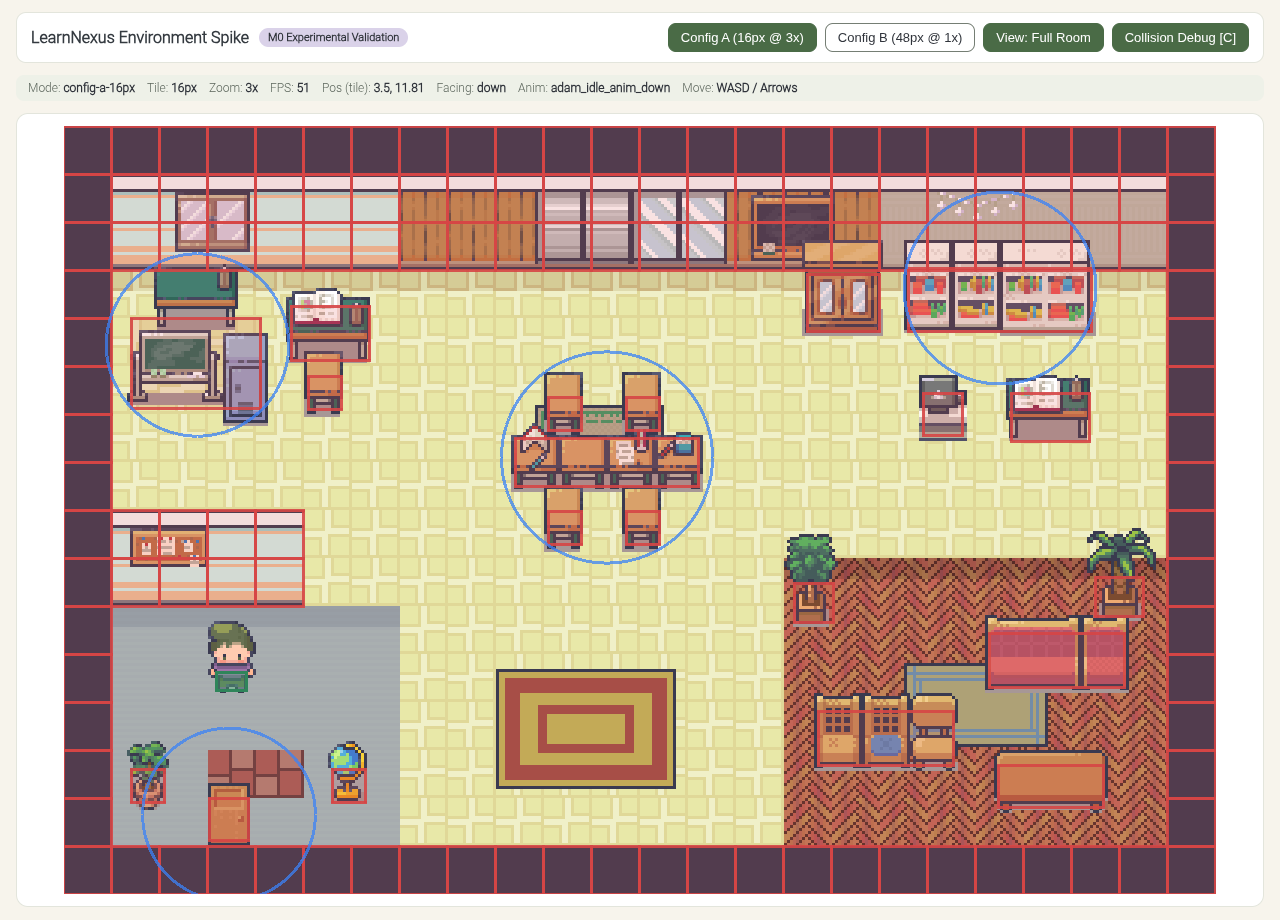 LearnNexus Environment Spike
M0 Experimental Validation
Config A (16px @ 3x)
Config B (48px @ 1x)
View: Full Room
Collision Debug [C]
Mode: config-a-16px Tile: 16px Zoom: 3x FPS: 51 Pos (tile): 3.5, 11.81 Facing: down Anim: adam_idle_anim_down Move: WASD / Arrows